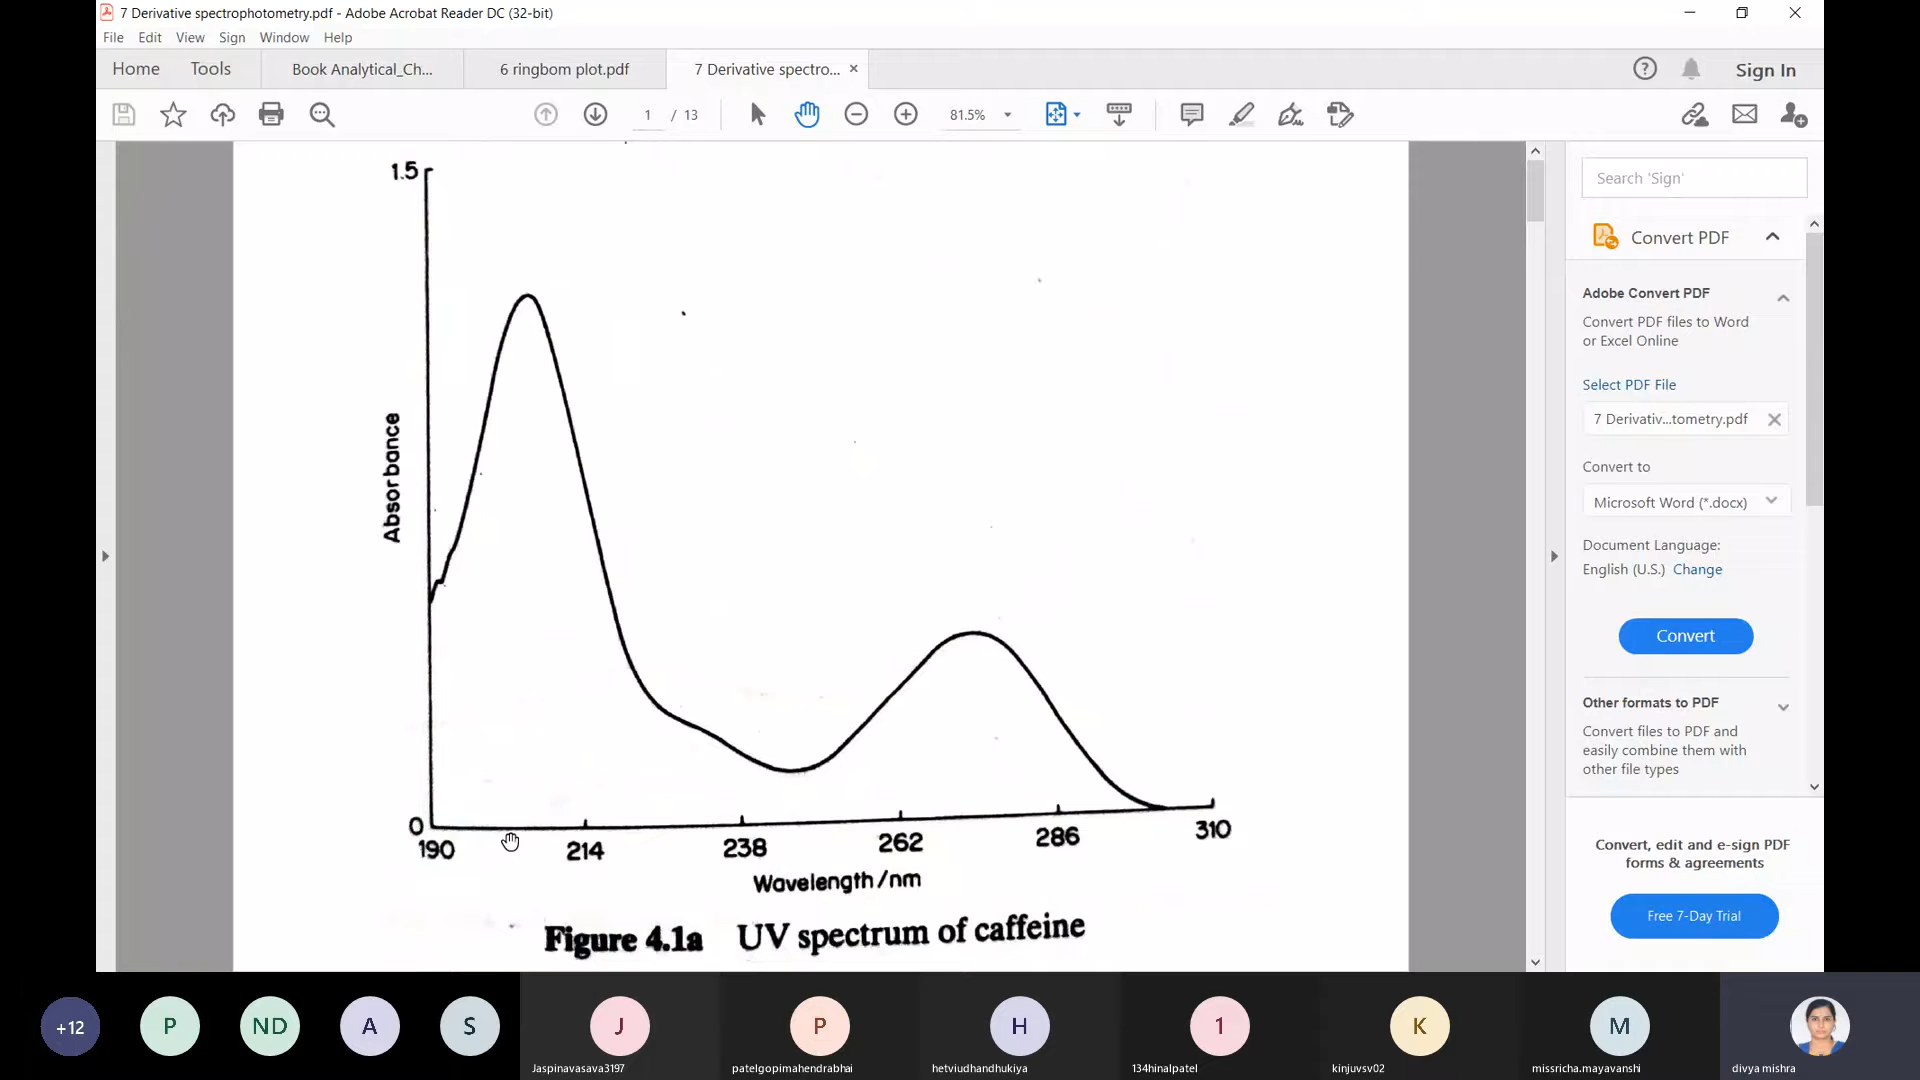 7 Derivative spectrophotometry.pdf - Adobe Acrobat Reader DC (32-bit)
File Edit View Sign Window Help
Home Tools Book Analytical_Ch... 6 ringbom plot.pdf 7 Derivative spectro... Sign In
1 / 13 81.5%
1.5
Absorbance
0
190 214 238 262 286 310
Wavelength/nm
Figure 4.1a UV spectrum of caffeine
Search 'Sign'
Convert PDF
Adobe Convert PDF
Convert PDF files to Word
or Excel Online
Select PDF File
7 Derivativ...tometry.pdf
Convert to
Microsoft Word (*.docx)
Document Language:
English (U.S.) Change
Convert
Other formats to PDF
Convert files to PDF and
easily combine them with
other file types
Convert, edit and e-sign PDF
forms & agreements
Free 7-Day Trial
+12 P ND A S J P H 1 K M
Jaspinavasava3197 patelgopimahendrabhai hetviudhandhukiya 134hinalpatel kinjuvsv02 missricha.mayavanshi divya mishra